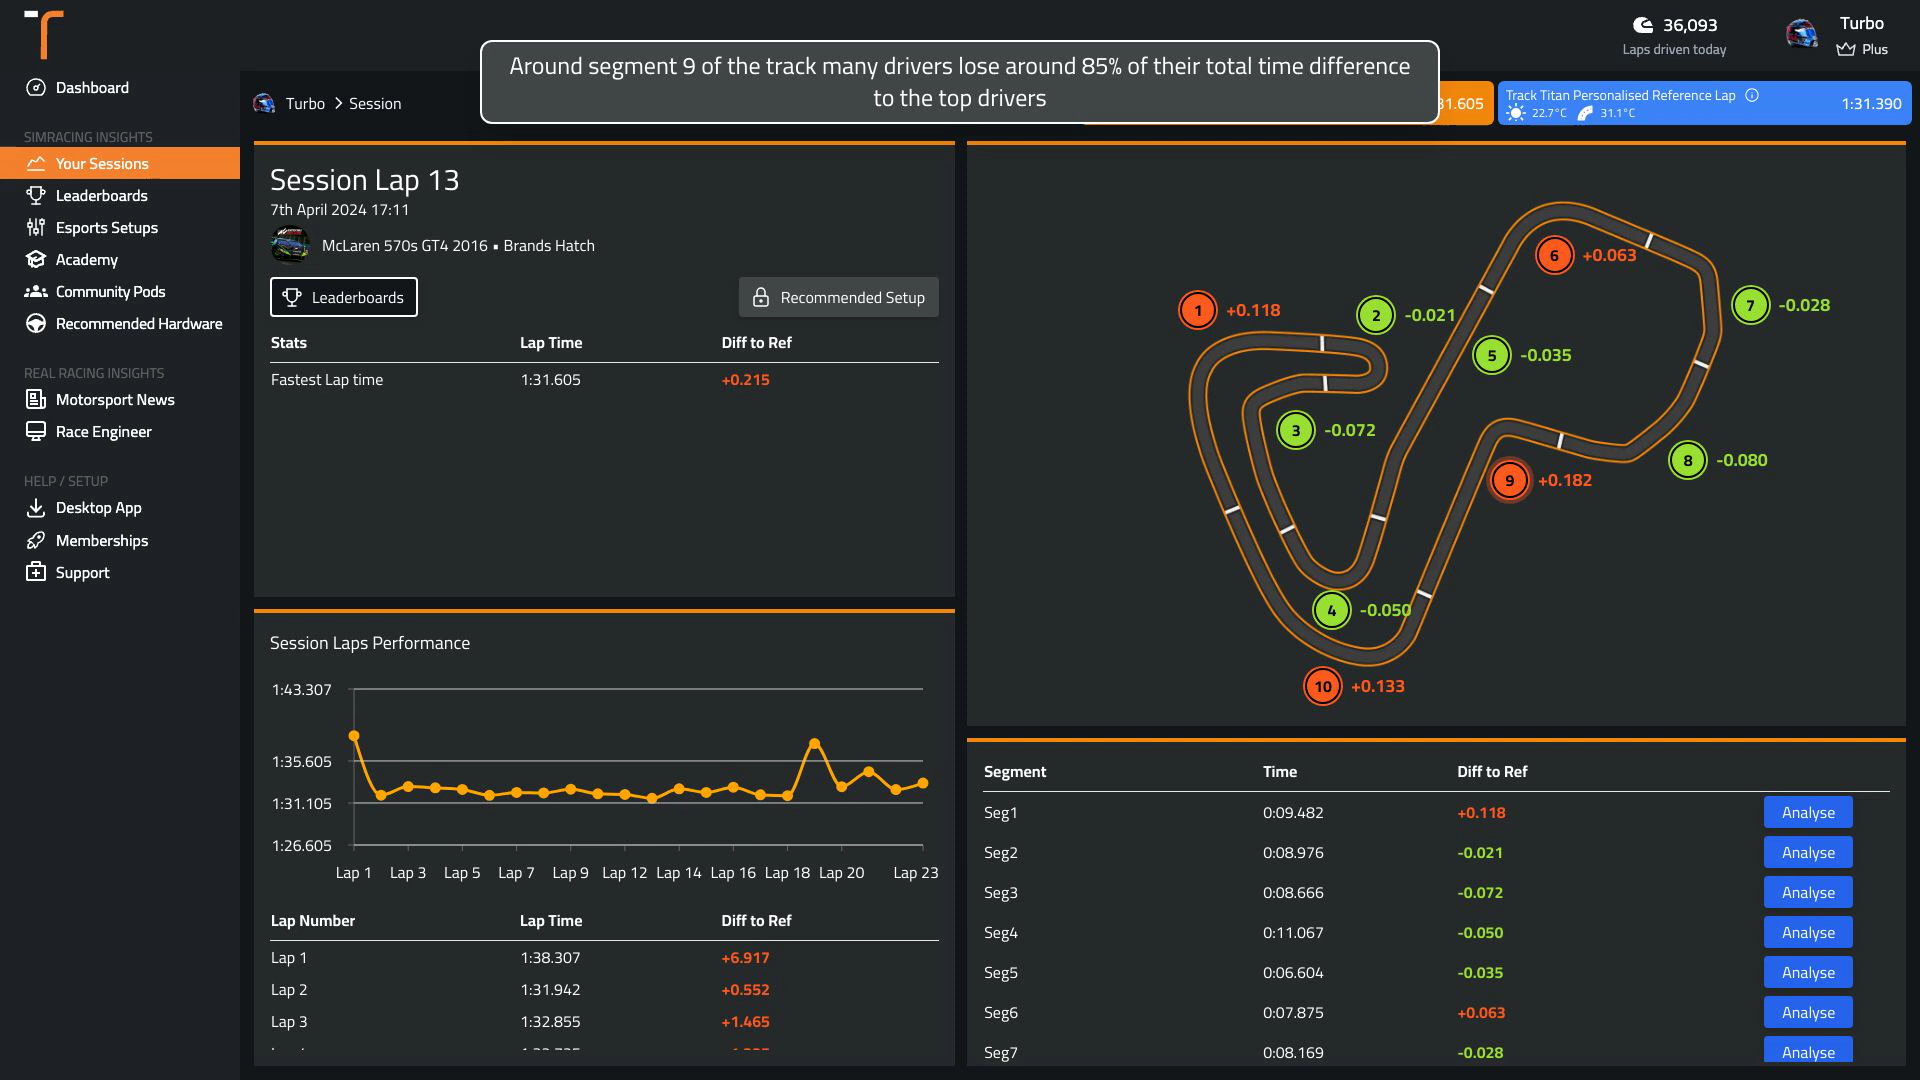 36,093
Laps driven today
Turbo
Plus
Around segment 9 of the track many drivers lose around 85% of their total time difference
to the top drivers
Dashboard
SIMRACING INSIGHTS
Your Sessions
Leaderboards
Esports Setups
Academy
Community Pods
Recommended Hardware
REAL RACING INSIGHTS
Motorsport News
Race Engineer
HELP / SETUP
Desktop App
Memberships
Support
Turbo > Session
31.605
Track Titan Personalised Reference Lap
22.7°C 31.1°C
1:31.390
Session Lap 13
7th April 2024 17:11
McLaren 570s GT4 2016 • Brands Hatch
Leaderboards
Recommended Setup
Stats Lap Time Diff to Ref
Fastest Lap time 1:31.605 +0.215
1 +0.118
2 -0.021
3 -0.072
4 -0.050
5 -0.035
6 +0.063
7 -0.028
8 -0.080
9 +0.182
10 +0.133
Session Laps Performance
1:43.307
1:35.605
1:31.105
1:26.605
Lap 1 Lap 3 Lap 5 Lap 7 Lap 9 Lap 12 Lap 14 Lap 16 Lap 18 Lap 20 Lap 23
Lap Number Lap Time Diff to Ref
Lap 1 1:38.307 +6.917
Lap 2 1:31.942 +0.552
Lap 3 1:32.855 +1.465
Segment Time Diff to Ref
Seg1 0:09.482 +0.118 Analyse
Seg2 0:08.976 -0.021 Analyse
Seg3 0:08.666 -0.072 Analyse
Seg4 0:11.067 -0.050 Analyse
Seg5 0:06.604 -0.035 Analyse
Seg6 0:07.875 +0.063 Analyse
Seg7 0:08.169 -0.028 Analyse